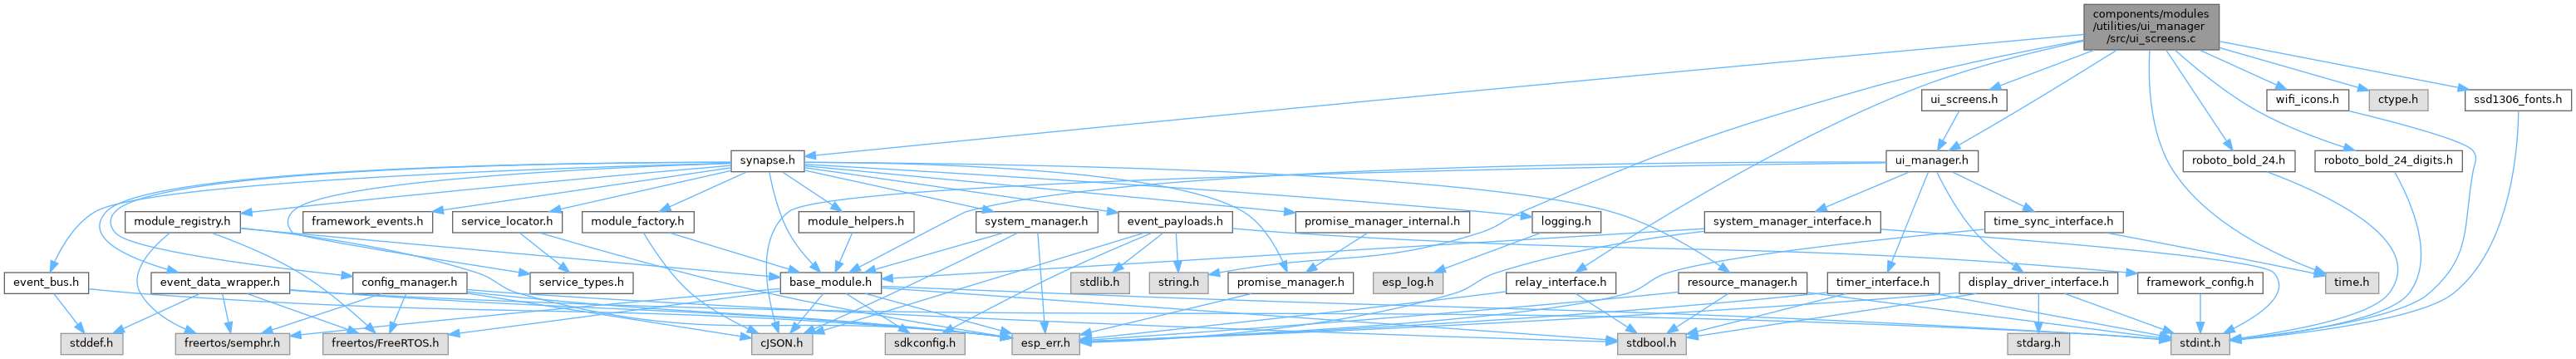 components/modules
/utilities/ui_manager
/src/ui_screens.c
ui_screens.h
wifi_icons.h
ctype.h
ssd1306_fonts.h
synapse.h
ui_manager.h
roboto_bold_24.h
roboto_bold_24_digits.h
module_registry.h
framework_events.h
service_locator.h
module_factory.h
module_helpers.h
system_manager.h
event_payloads.h
promise_manager_internal.h
logging.h
system_manager_interface.h
time_sync_interface.h
event_bus.h
event_data_wrapper.h
config_manager.h
service_types.h
base_module.h
stdlib.h
string.h
promise_manager.h
esp_log.h
relay_interface.h
resource_manager.h
timer_interface.h
display_driver_interface.h
framework_config.h
time.h
stddef.h
freertos/semphr.h
freertos/FreeRTOS.h
cJSON.h
sdkconfig.h
esp_err.h
stdbool.h
stdarg.h
stdint.h